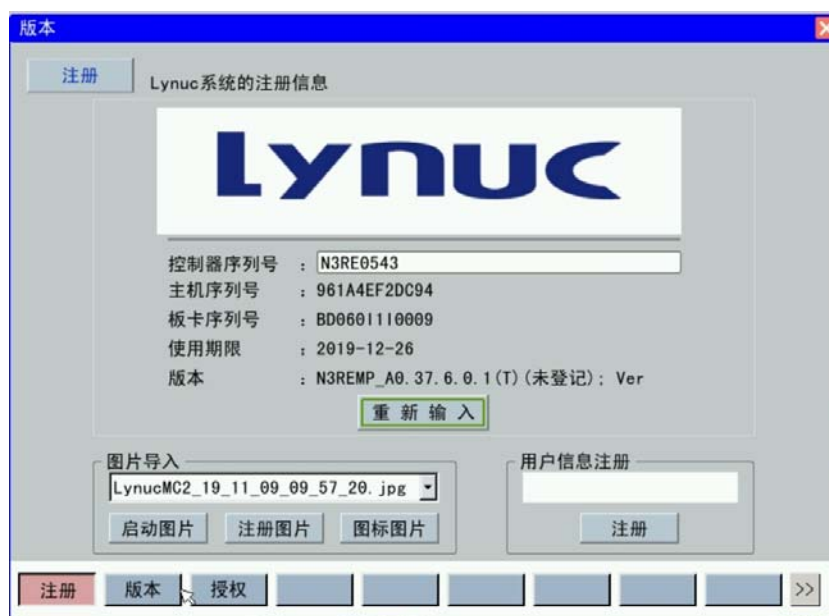 版本
注册
Lynuc系统的注册信息
Lynuc
控制器序列号 : N3RE0543
主机序列号 : 961A4EF2DC94
板卡序列号 : BD060I1I0009
使用期限 : 2019-12-26
版本 : N3REMP_A0.37.6.0.1(T)(未登记); Ver
重新输入
图片导入
用户信息注册
LynucMC2_19_11_09_09_57_20.jpg
启动图片 注册图片 图标图片 注册
注册 版本 授权 >>